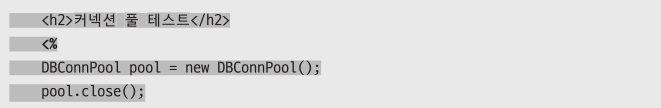 <h2>커넥션 풀 테스트</h2>
<%
DBConnPool pool = new DBConnPool();
pool.close();